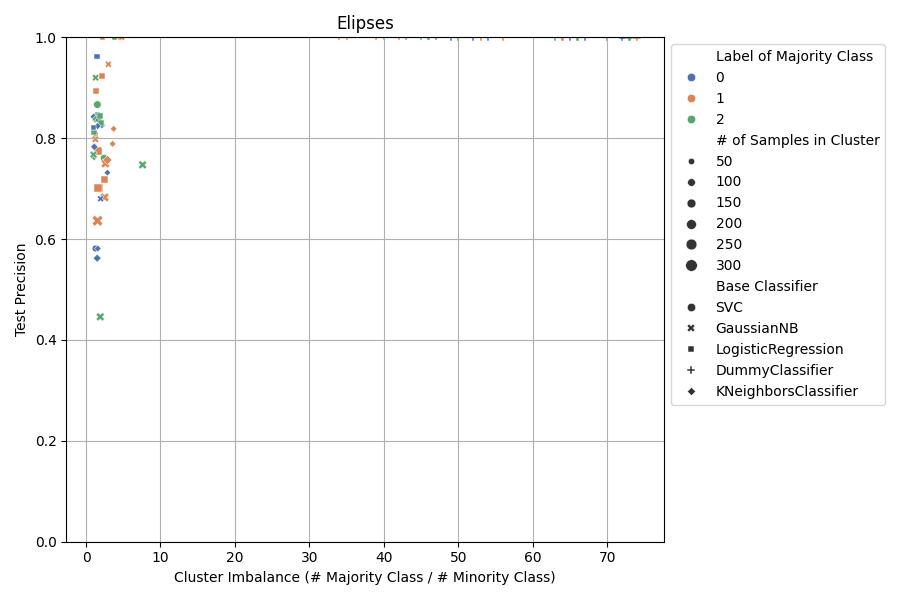 Elipses
1.0
0.8
0.6
0.4
0.2
0.0
Test Precision
0 10 20 30 40 50 60 70
Cluster Imbalance (# Majority Class / # Minority Class)
Label of Majority Class
0
1
2
# of Samples in Cluster
50
100
150
200
250
300
Base Classifier
SVC
GaussianNB
LogisticRegression
DummyClassifier
KNeighborsClassifier